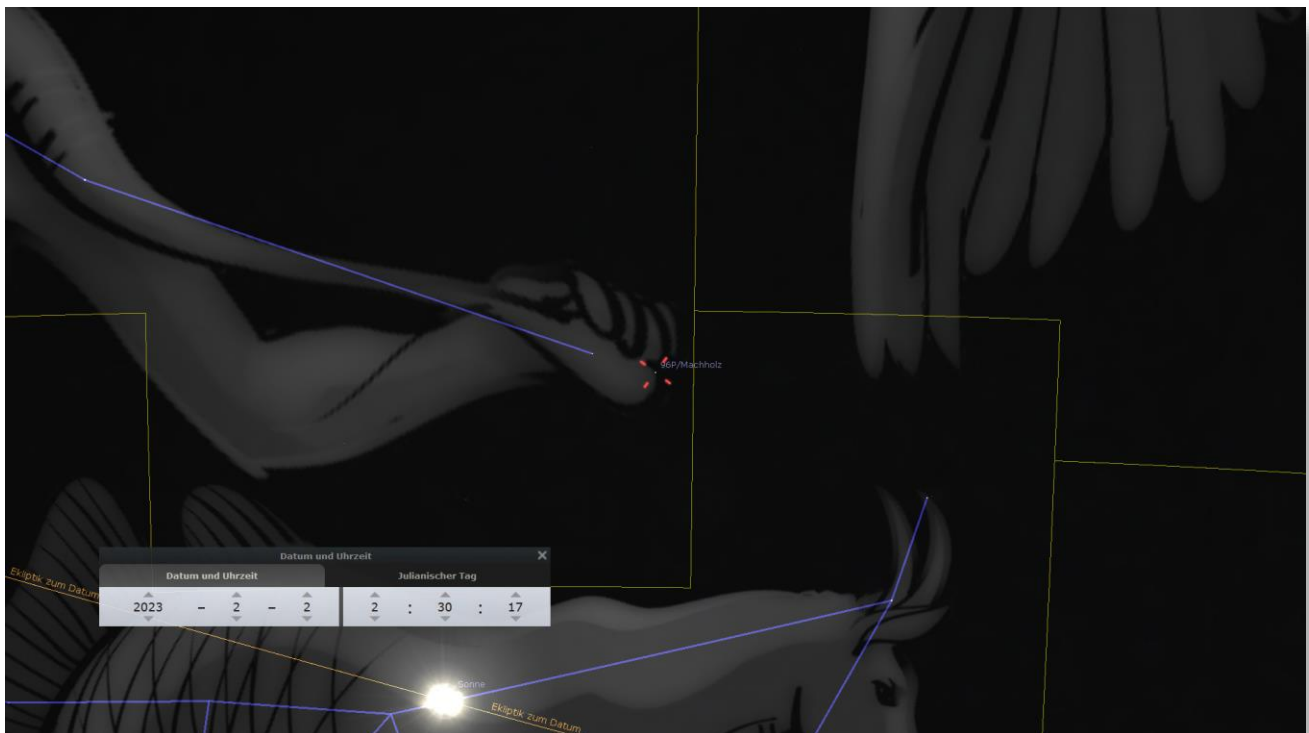 96P/Machholz
Datum und Uhrzeit
Datum und Uhrzeit
Julianischer Tag
2023 - 2 - 2
2 : 30 : 17
Ekliptik zum Datum
Sonne
Ekliptik zum Datum